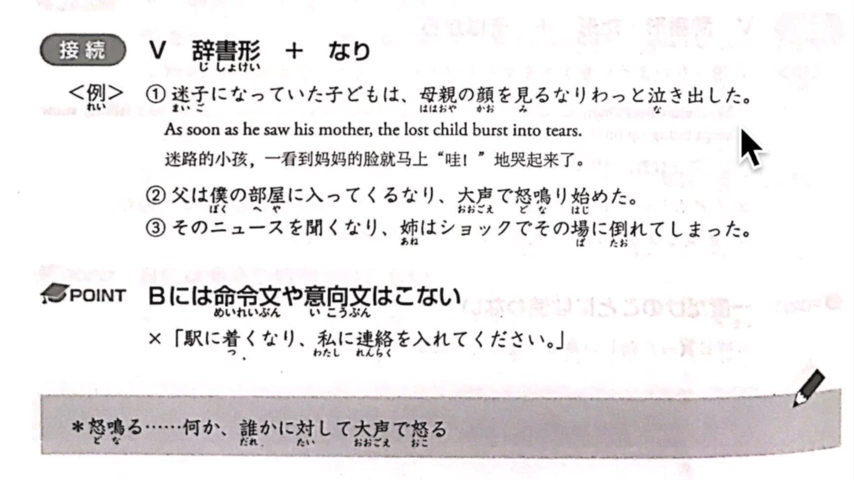 接続 V 辞書形 + なり
じしょけい
<例> ① 迷子になっていた子どもは、母親の顔を見るなりわっと泣き出した。
れい まいご ははおや かお み な
As soon as he saw his mother, the lost child burst into tears.
迷路的小孩，一看到妈妈的脸就马上“哇！”地哭起来了。
② 父は僕の部屋に入ってくるなり、大声で怒鳴り始めた。
ぼく へや おおごえ どな はじ
③ そのニュースを聞くなり、姉はショックでその場に倒れてしまった。
あね ば たお
POINT Bには命令文や意向文はこない
めいれいぶん いこうぶん
×「駅に着くなり、私に連絡を入れてください。」
つ わたし れんらく
*怒鳴る……何か、誰かに対して大声で怒る
どな だれ たい おおごえ おこ